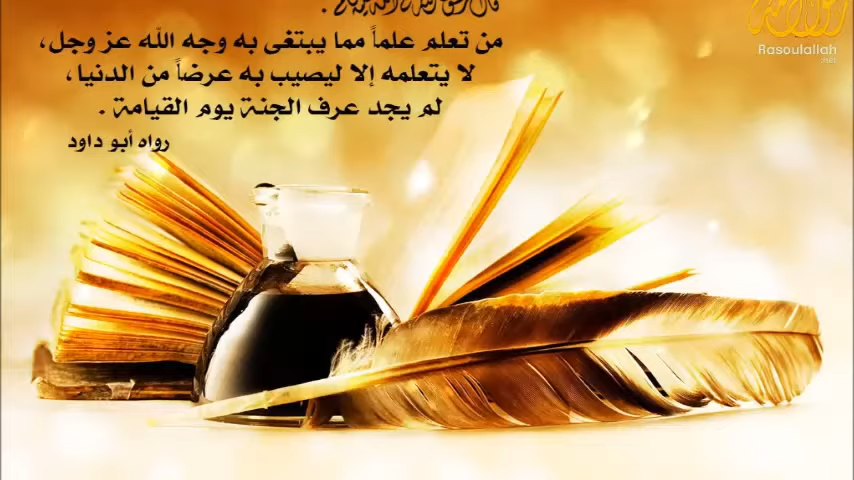 من تعلم علماً مما يبتغى به وجه الله عز وجل،
لا يتعلمه إلا ليصيب به عرضاً من الدنيا،
لم يجد عرف الجنة يوم القيامة .
رواه أبو داود
Rasoulallah
.net